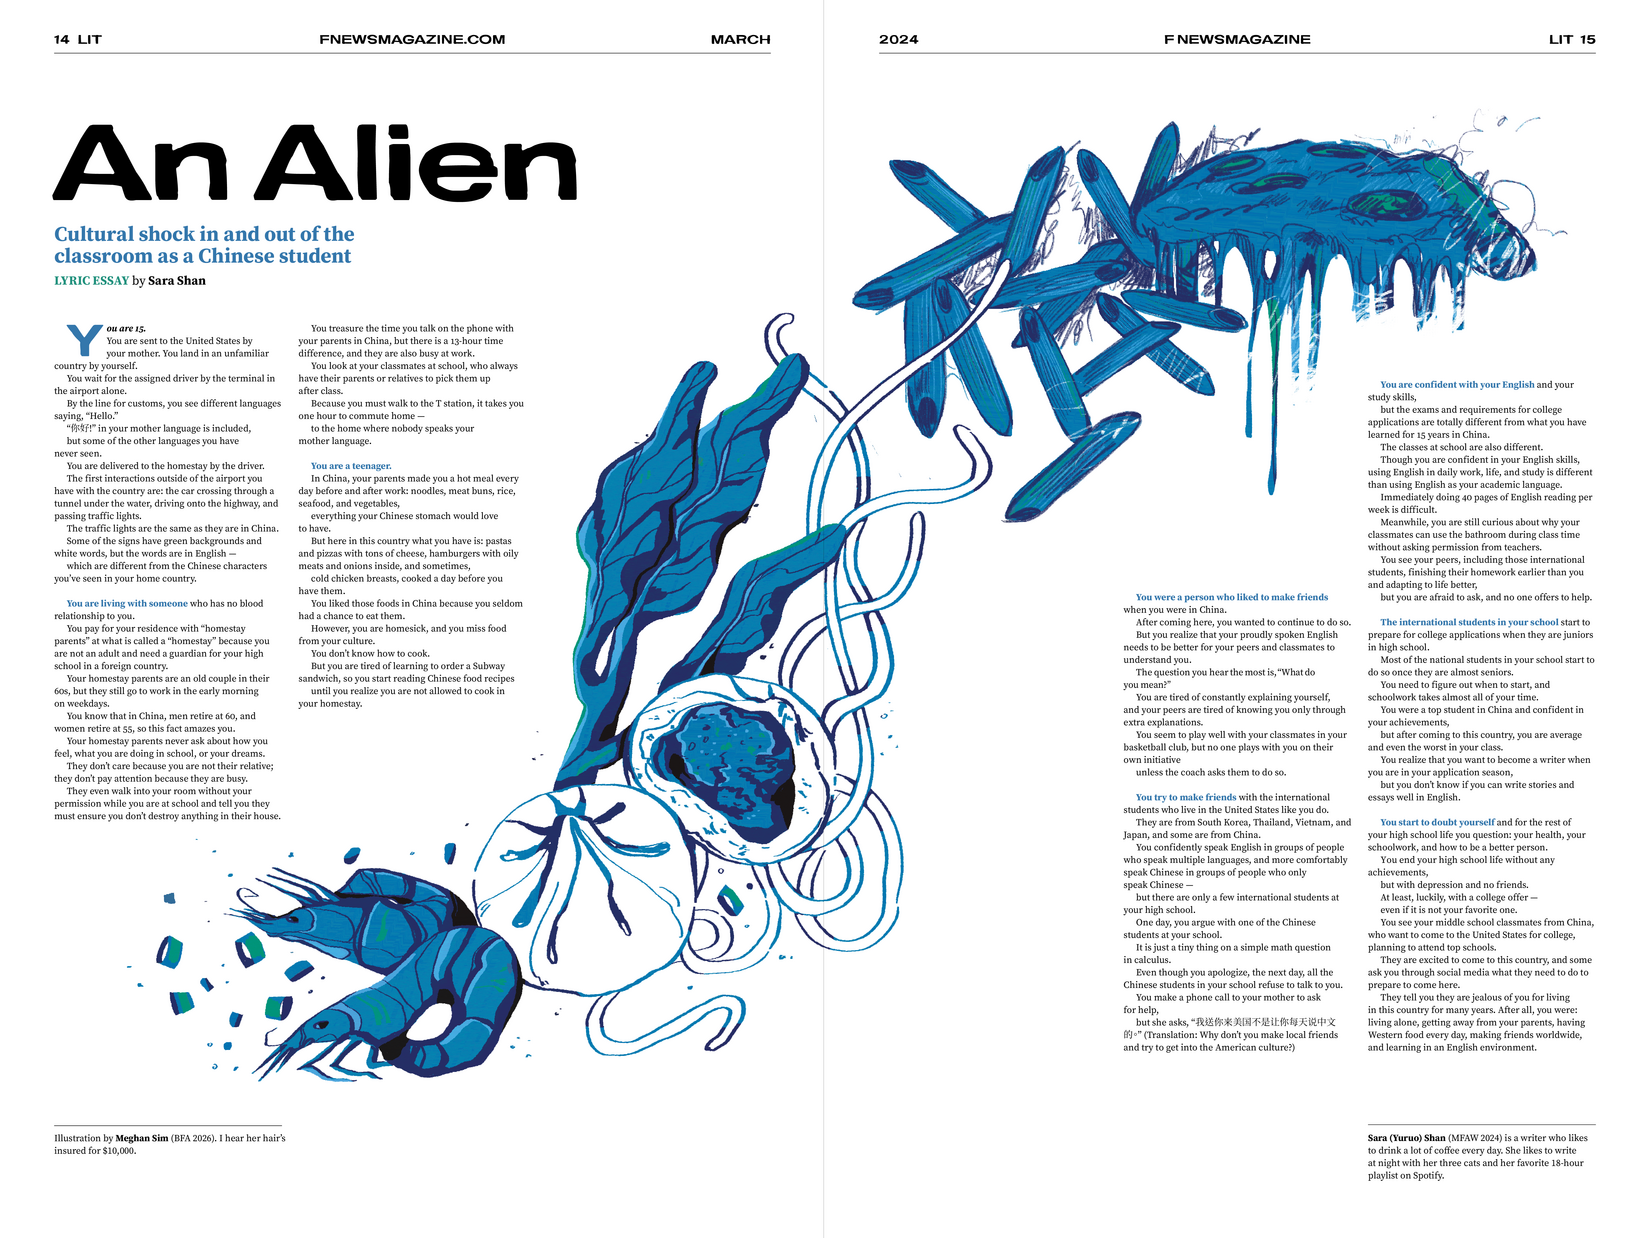 14 LIT
FNEWSMAGAZINE.COM
MARCH
2024
F NEWSMAGAZINE
LIT 15
An Alien
Cultural shock in and out of the
classroom as a Chinese student
LYRIC ESSAY by Sara Shan
You are 15.
You are sent to the United States by
your mother. You land in an unfamiliar
country by yourself.
You wait for the assigned driver by the terminal in
the airport alone.
By the line for customs, you see different languages
saying, “Hello.”
“你好!” in your mother language is included,
but some of the other languages you have
never seen.
You are delivered to the homestay by the driver.
The first interactions outside of the airport you
have with the country are: the car crossing through a
tunnel under the water, driving onto the highway, and
passing traffic lights.
The traffic lights are the same as they are in China.
Some of the signs have green backgrounds and
white words, but the words are in English —
which are different from the Chinese characters
you’ve seen in your home country.
You are living with someone who has no blood
relationship to you.
You pay for your residence with “homestay
parents” at what is called a “homestay” because you
are not an adult and need a guardian for your high
school in a foreign country.
Your homestay parents are an old couple in their
60s, but they still go to work in the early morning
on weekdays.
You know that in China, men retire at 60, and
women retire at 55, so this fact amazes you.
Your homestay parents never ask about how you
feel, what you are doing in school, or your dreams.
They don’t care because you are not their relative;
they don’t pay attention because they are busy.
They even walk into your room without your
permission while you are at school and tell you they
must ensure you don’t destroy anything in their house.
You treasure the time you talk on the phone with
your parents in China, but there is a 13-hour time
difference, and they are also busy at work.
You look at your classmates at school, who always
have their parents or relatives to pick them up
after class.
Because you must walk to the T station, it takes you
one hour to commute home —
to the home where nobody speaks your
mother language.
You are a teenager.
In China, your parents made you a hot meal every
day before and after work: noodles, meat buns, rice,
seafood, and vegetables,
everything your Chinese stomach would love
to have.
But here in this country what you have is: pastas
and pizzas with tons of cheese, hamburgers with oily
meats and onions inside, and sometimes,
cold chicken breasts, cooked a day before you
have them.
You liked those foods in China because you seldom
had a chance to eat them.
However, you are homesick, and you miss food
from your culture.
You don’t know how to cook.
But you are tired of learning to order a Subway
sandwich, so you start reading Chinese food recipes
until you realize you are not allowed to cook in
your homestay.
You were a person who liked to make friends
when you were in China.
After coming here, you wanted to continue to do so.
But you realize that your proudly spoken English
needs to be better for your peers and classmates to
understand you.
The question you hear the most is, “What do
you mean?”
You are tired of constantly explaining yourself,
and your peers are tired of knowing you only through
extra explanations.
You seem to play well with your classmates in your
basketball club, but no one plays with you on their
own initiative
unless the coach asks them to do so.
You try to make friends with the international
students who live in the United States like you do.
They are from South Korea, Thailand, Vietnam, and
Japan, and some are from China.
You confidently speak English in groups of people
who speak multiple languages, and more comfortably
speak Chinese in groups of people who only
speak Chinese —
but there are only a few international students at
your high school.
One day, you argue with one of the Chinese
students at your school.
It is just a tiny thing on a simple math question
in calculus.
Even though you apologize, the next day, all the
Chinese students in your school refuse to talk to you.
You make a phone call to your mother to ask
for help,
but she asks, “我送你来美国不是让你每天说中文
的。” (Translation: Why don’t you make local friends
and try to get into the American culture?)
You are confident with your English and your
study skills,
but the exams and requirements for college
applications are totally different from what you have
learned for 15 years in China.
The classes at school are also different.
Though you are confident in your English skills,
using English in daily work, life, and study is different
than using English as your academic language.
Immediately doing 40 pages of English reading per
week is difficult.
Meanwhile, you are still curious about why your
classmates can use the bathroom during class time
without asking permission from teachers.
You see your peers, including those international
students, finishing their homework earlier than you
and adapting to life better,
but you are afraid to ask, and no one offers to help.
The international students in your school start to
prepare for college applications when they are juniors
in high school.
Most of the national students in your school start to
do so once they are almost seniors.
You need to figure out when to start, and
schoolwork takes almost all of your time.
You were a top student in China and confident in
your achievements,
but after coming to this country, you are average
and even the worst in your class.
You realize that you want to become a writer when
you are in your application season,
but you don’t know if you can write stories and
essays well in English.
You start to doubt yourself and for the rest of
your high school life you question: your health, your
schoolwork, and how to be a better person.
You end your high school life without any
achievements,
but with depression and no friends.
At least, luckily, with a college offer —
even if it is not your favorite one.
You see your middle school classmates from China,
who want to come to the United States for college,
planning to attend top schools.
They are excited to come to this country, and some
ask you through social media what they need to do to
prepare to come here.
They tell you they are jealous of you for living
in this country for many years. After all, you were:
living alone, getting away from your parents, having
Western food every day, making friends worldwide,
and learning in an English environment.
Illustration by Meghan Sim (BFA 2026). I hear her hair’s
insured for $10,000.
Sara (Yuruo) Shan (MFAW 2024) is a writer who likes
to drink a lot of coffee every day. She likes to write
at night with her three cats and her favorite 18-hour
playlist on Spotify.